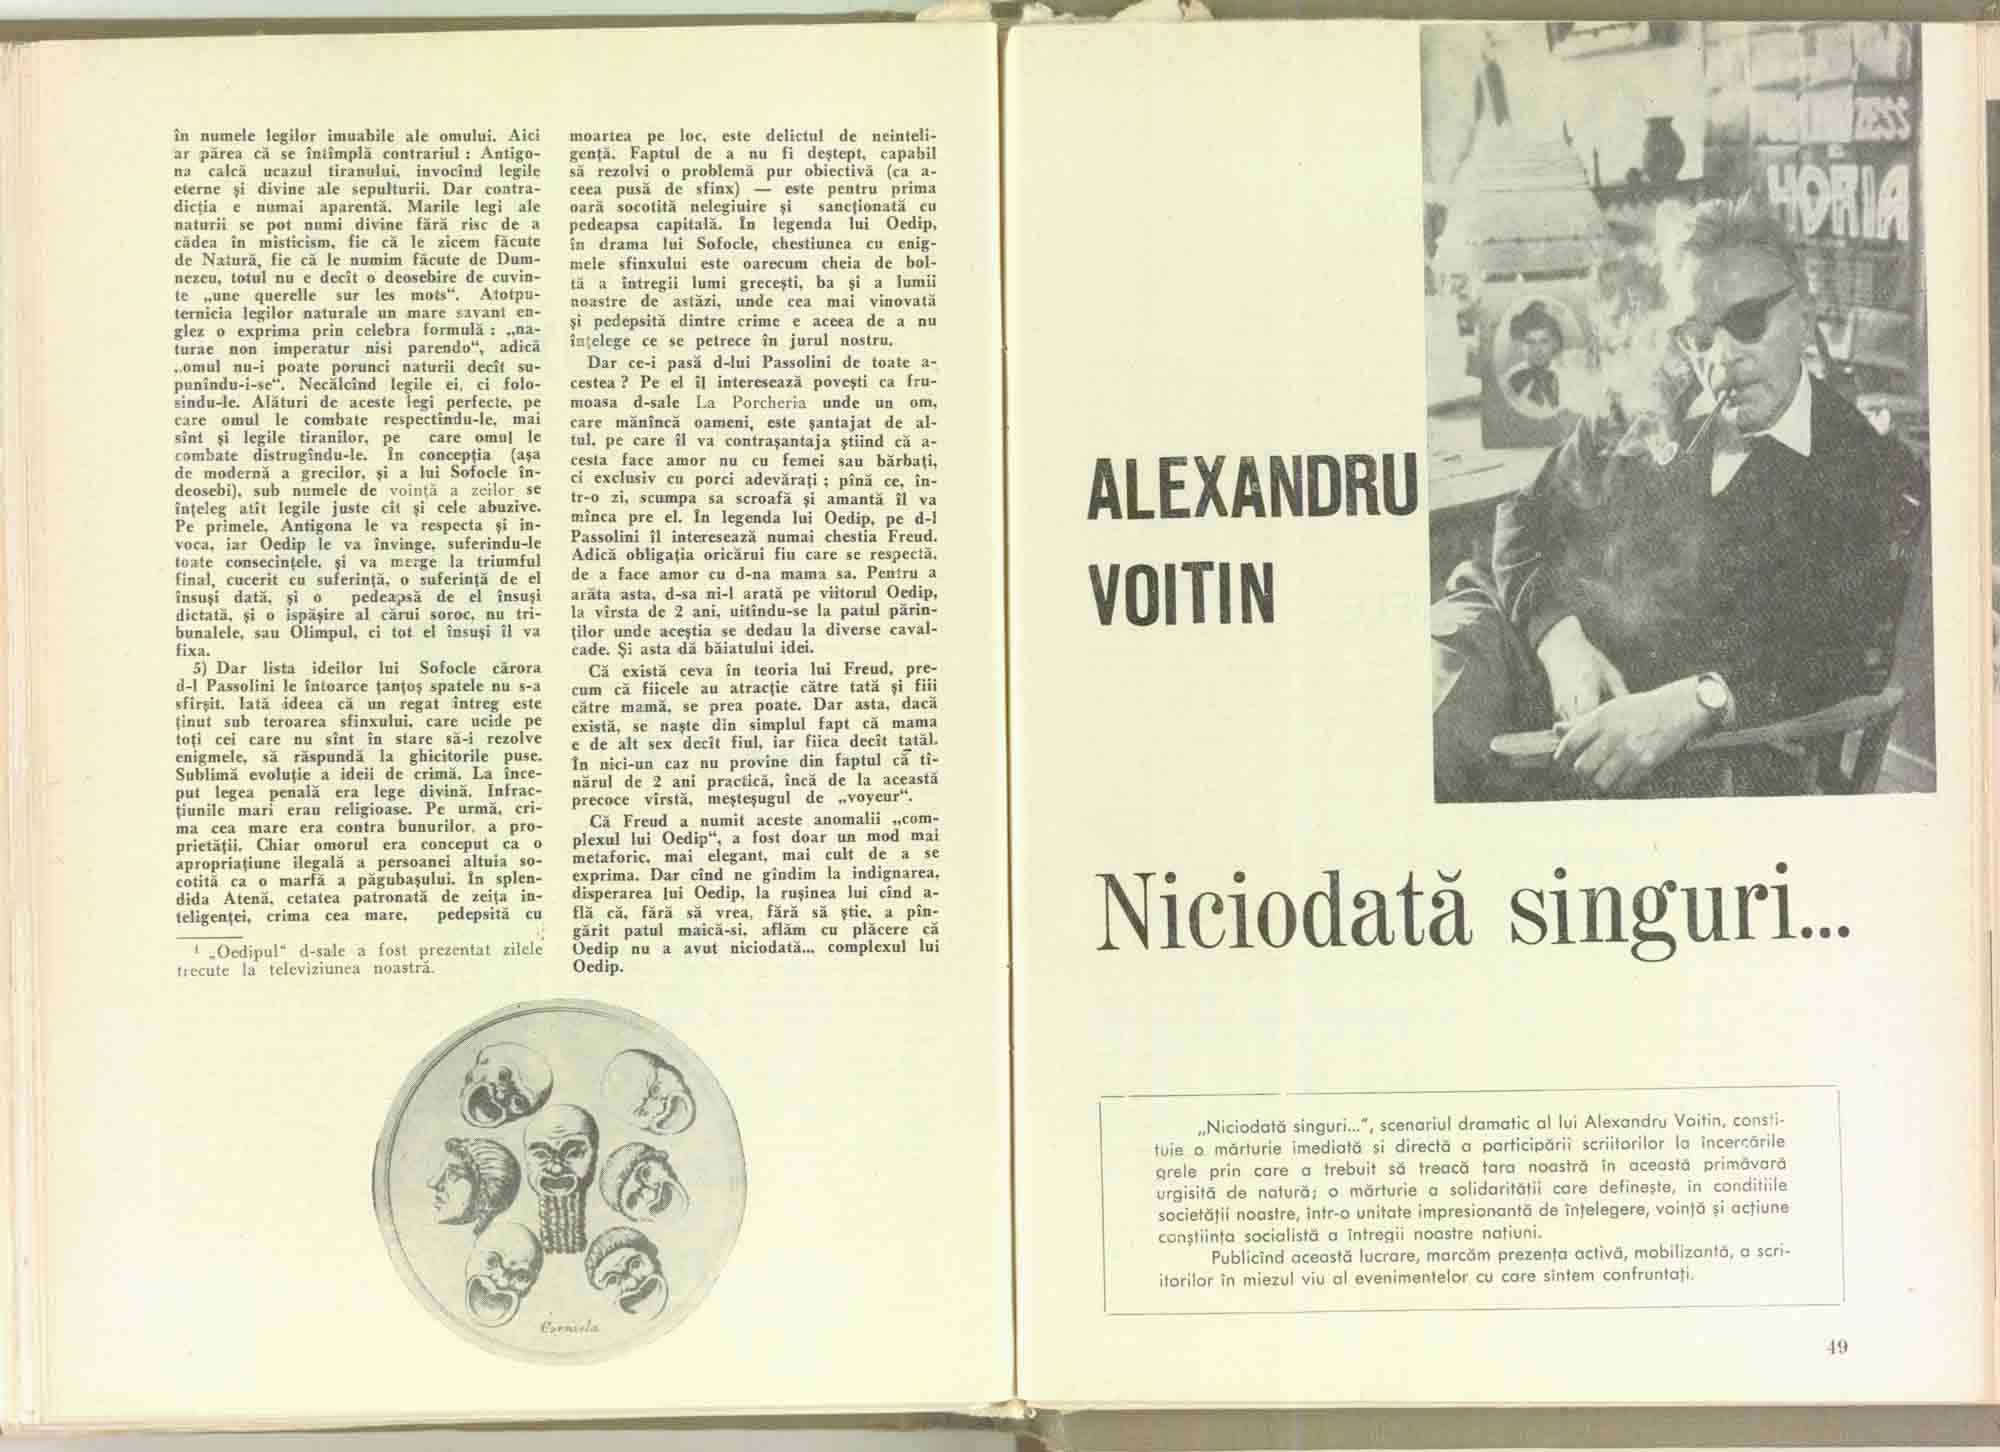 în numele legilor imuabile ale omului. Aici
ar părea că se întîmplă contrariul : Antigo-
na calcă ucazul tiranului, invocînd legile
eterne și divine ale sepulturii. Dar contra-
dicția e numai aparentă. Marile legi ale
naturii se pot numi divine fără risc de a
cădea în misticism, fie că le zicem făcute
de Natură, fie că le numim făcute de Dum-
nezeu, totul nu e decît o deosebire de cuvin-
te „une querelle sur les mots“. Atotpu-
ternicia legilor naturale un mare savant en-
glez o exprima prin celebra formulă : „na-
turae non imperatur nisi parendo“, adică
„omul nu-i poate porunci naturii decît su-
punîndu-i-se“. Necălcînd legile ei, ci folo-
sindu-le. Alături de aceste legi perfecte, pe
care omul le combate respectîndu-le, mai
sînt și legile tiranilor, pe care omul le
combate distrugîndu-le. În concepția (așa
de modernă a grecilor, și a lui Sofocle în-
deosebi), sub numele de voință a zeilor se
înțeleg atît legile juste cît și cele abuzive.
Pe primele, Antigona le va respecta și in-
voca, iar Oedip le va învinge, suferindu-le
toate consecințele, și va merge la triumful
final, cucerit cu suferință, o suferință de el
însuși dată, și o pedeapsă de el însuși
dictată, și o ispășire al cărui soroc, nu tri-
bunalele, sau Olimpul, ci tot el însuși îl va
fixa.
5) Dar lista ideilor lui Sofocle cărora
d-l Passolini le întoarce țanțoș spatele nu s-a
sfîrșit. Iată ideea că un regat întreg este
ținut sub teroarea sfinxului, care ucide pe
toți cei care nu sînt în stare să-i rezolve
enigmele, să răspundă la ghicitorile puse.
Sublimă evoluție a ideii de crimă. La înce-
put legea penală era lege divină. Infrac-
țiunile mari erau religioase. Pe urmă, cri-
ma cea mare era contra bunurilor, a pro-
prietății. Chiar omorul era conceput ca o
apropriațiune ilegală a persoanei altuia so-
cotită ca o marfă a păgubașului. În splen-
dida Atenă, cetatea patronată de zeița in-
teligenței, crima cea mare, pedepsită cu
¹ „Oedipul“ d-sale a fost prezentat zilele
trecute la televiziunea noastră.
moartea pe loc, este delictul de neinteli-
gență. Faptul de a nu fi deștept, capabil
să rezolvi o problemă pur obiectivă (ca a-
ceea pusă de sfinx) — este pentru prima
oară socotită nelegiuire și sancționată cu
pedeapsa capitală. În legenda lui Oedip,
în drama lui Sofocle, chestiunea cu enig-
mele sfinxului este oarecum cheia de bol-
tă a întregii lumi grecești, ba și a lumii
noastre de astăzi, unde cea mai vinovată
și pedepsită dintre crime e aceea de a nu
înțelege ce se petrece în jurul nostru.
Dar ce-i pasă d-lui Passolini de toate a-
cestea ? Pe el îl interesează povești ca fru-
moasa d-sale La Porcheria unde un om,
care mănîncă oameni, este șantajat de al-
tul, pe care îl va contrașantaja știind că a-
cesta face amor nu cu femei sau bărbați,
ci exclusiv cu porci adevărați ; pînă ce, în-
tr-o zi, scumpa sa scroafă și amantă îl va
mînca pre el. În legenda lui Oedip, pe d-l
Passolini îl interesează numai chestia Freud.
Adică obligația oricărui fiu care se respectă,
de a face amor cu d-na mama sa. Pentru a
arăta asta, d-sa ni-l arată pe viitorul Oedip,
la vîrsta de 2 ani, uitîndu-se la patul părin-
ților unde aceștia se dedau la diverse caval-
cade. Și asta dă băiatului idei.
Că există ceva în teoria lui Freud, pre-
cum că fiicele au atracție către tată și fiii
către mamă, se prea poate. Dar asta, dacă
există, se naște din simplul fapt că mama
e de alt sex decît fiul, iar fiica decît tatăl.
În nici-un caz nu provine din faptul că tî-
nărul de 2 ani practică, încă de la această
precoce vîrstă, meșteșugul de „voyeur“.
Că Freud a numit aceste anomalii „com-
plexul lui Oedip“, a fost doar un mod mai
metaforic, mai elegant, mai cult de a se
exprima. Dar cînd ne gîndim la indignarea,
disperarea lui Oedip, la rușinea lui cînd a-
flă că, fără să vrea, fără să știe, a pîn-
gărit patul maică-si, aflăm cu plăcere că
Oedip nu a avut niciodată... complexul lui
Oedip.
Corniola
HORIA
ALEXANDRU
VOITIN
Niciodată singuri...
„Niciodată singuri...“, scenariul dramatic al lui Alexandru Voitin, consti-
tuie o mărturie imediată și directă a participării scriitorilor la încercările
grele prin care a trebuit să treacă țara noastră în această primăvară
urgisită de natură; o mărturie a solidarității care definește, în condițiile
societății noastre, într-o unitate impresionantă de înțelegere, voință și acțiune
conștiința socialistă a întregii noastre națiuni.
Publicînd această lucrare, marcăm prezența activă, mobilizantă, a scri-
itorilor în miezul viu al evenimentelor cu care sîntem confruntați.
49